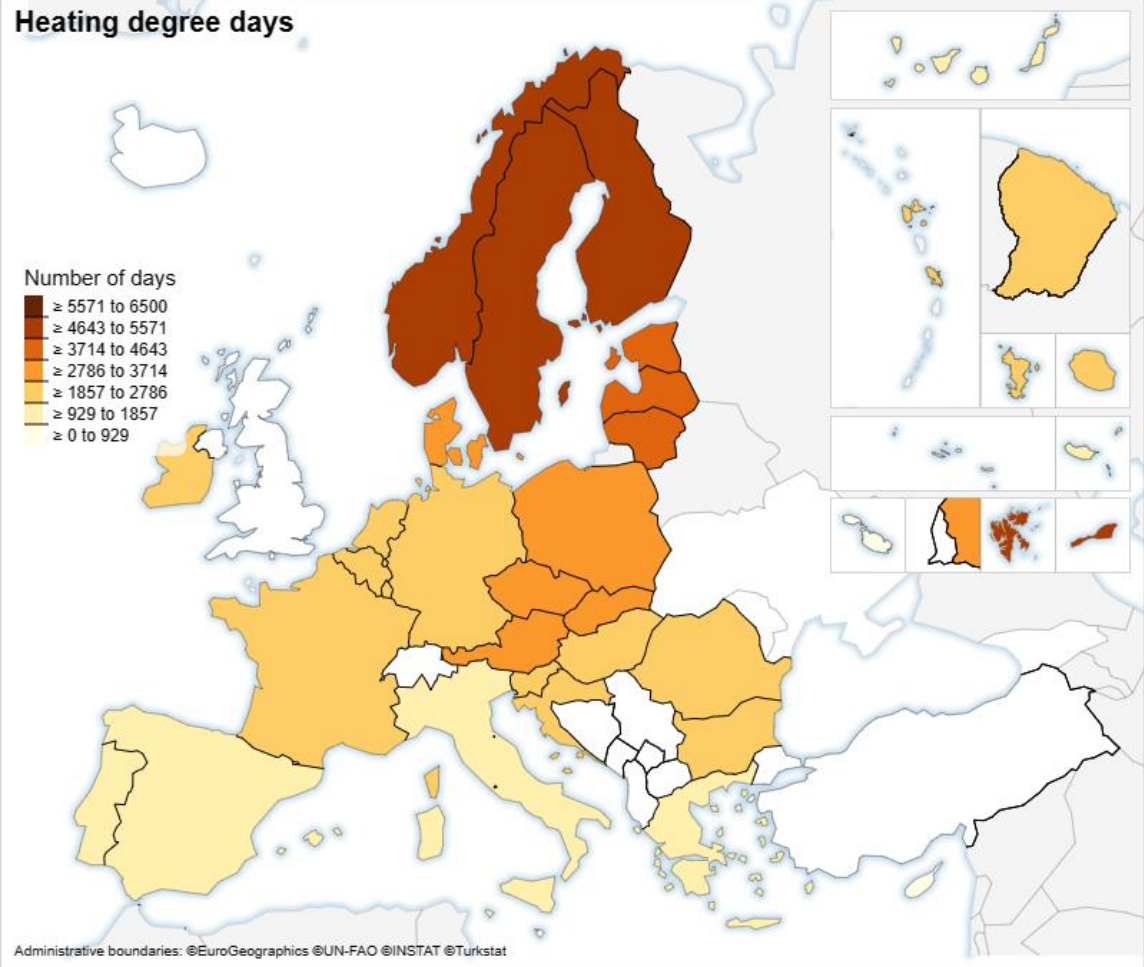 Heating degree days
Number of days
≥ 5571 to 6500
≥ 4643 to 5571
≥ 3714 to 4643
≥ 2786 to 3714
≥ 1857 to 2786
≥ 929 to 1857
≥ 0 to 929
Administrative boundaries: ©EuroGeographics ©UN-FAO ©INSTAT ©Turkstat